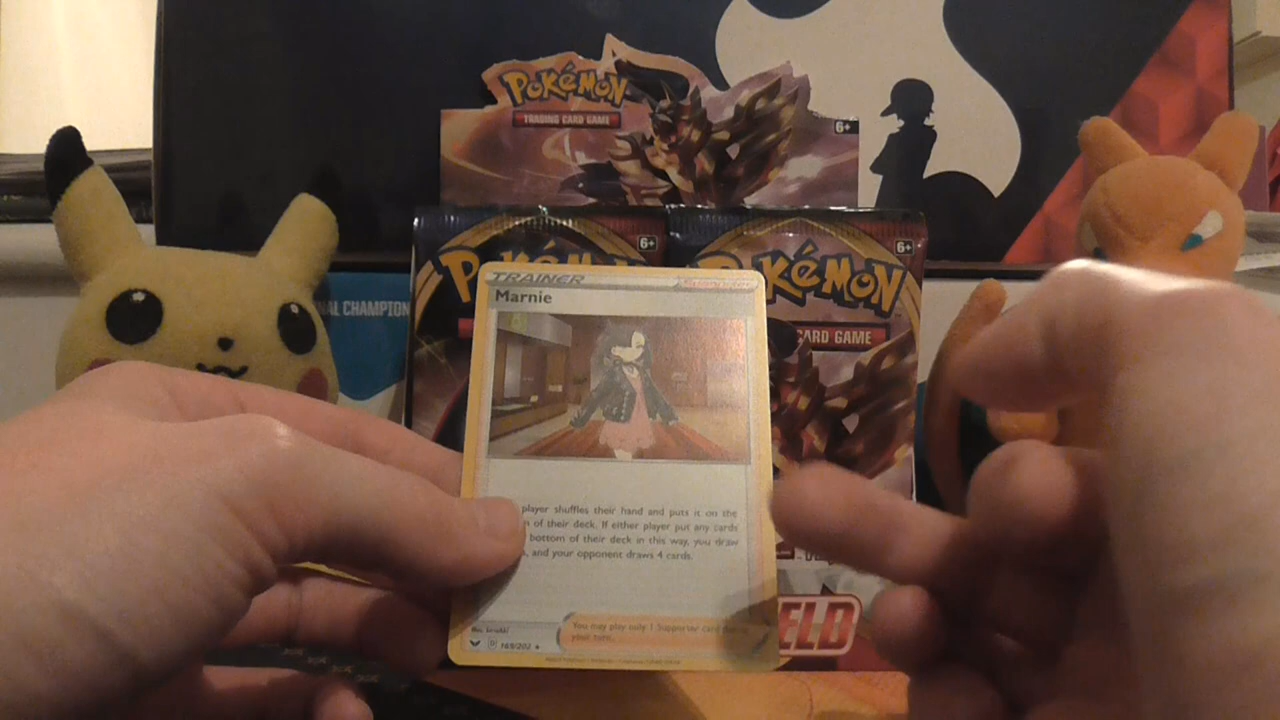 POKéMON
TRADING CARD GAME
6+
6+
6+
Pokémon
CARD GAME
NAL CHAMPION
TRAINER
Supporter
Marnie
player shuffles their hand and puts it on the
of their deck. If either player put any cards
bottom of their deck in this way, you draw
, and your opponent draws 4 cards.
You may play only 1 Supporter card during
your turn.
169/202
ELD